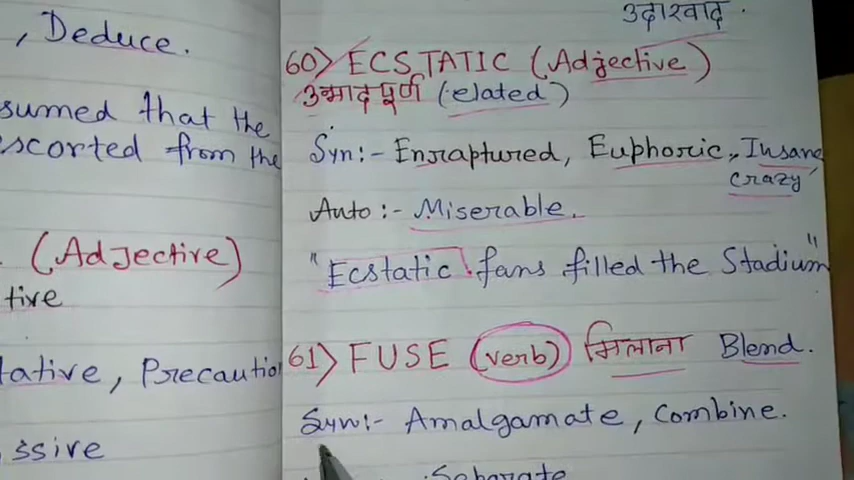 , Deduce.
sumed that the
scorted from the
(Adjective)
tive
tative, Precautio
ssive
उदारवाद.
60) ECSTATIC (Adjective)
उन्मादपूर्ण (elated)
Syn:- Enraptured, Euphoric, Insane,
crazy
Auto:- Miserable.
"Ecstatic fans filled the Stadium"
61) FUSE (verb) मिलाना Blend.
Syn:- Amalgamate, Combine.
Separate